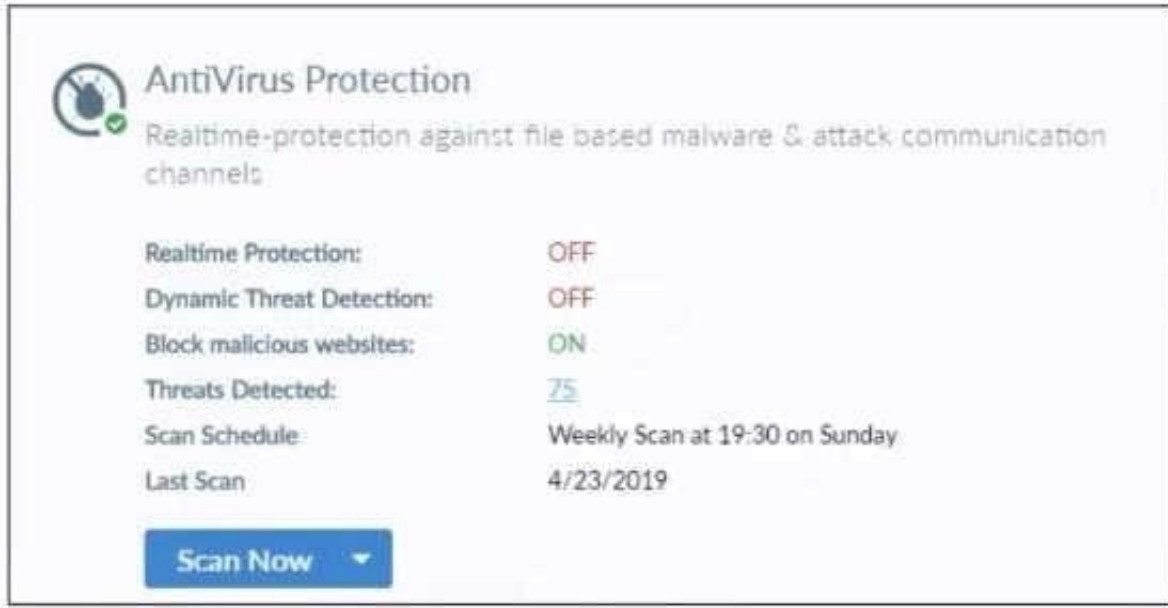 AntiVirus Protection
Realtime-protection against file based malware & attack communication
channels
Realtime Protection: OFF
Dynamic Threat Detection: OFF
Block malicious websites: ON
Threats Detected: 75
Scan Schedule Weekly Scan at 19:30 on Sunday
Last Scan 4/23/2019
Scan Now